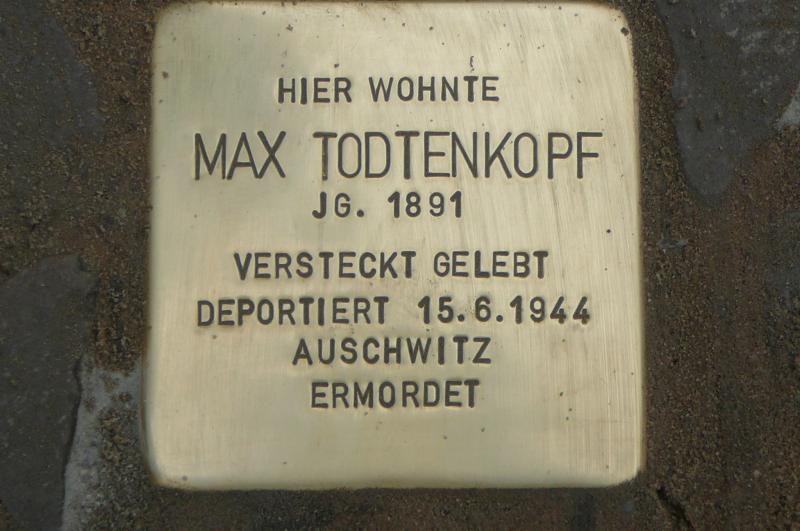 HIER WOHNTE
MAX TODTENKOPF
JG. 1891
VERSTECKT GELEBT
DEPORTIERT 15.6.1944
AUSCHWITZ
ERMORDET